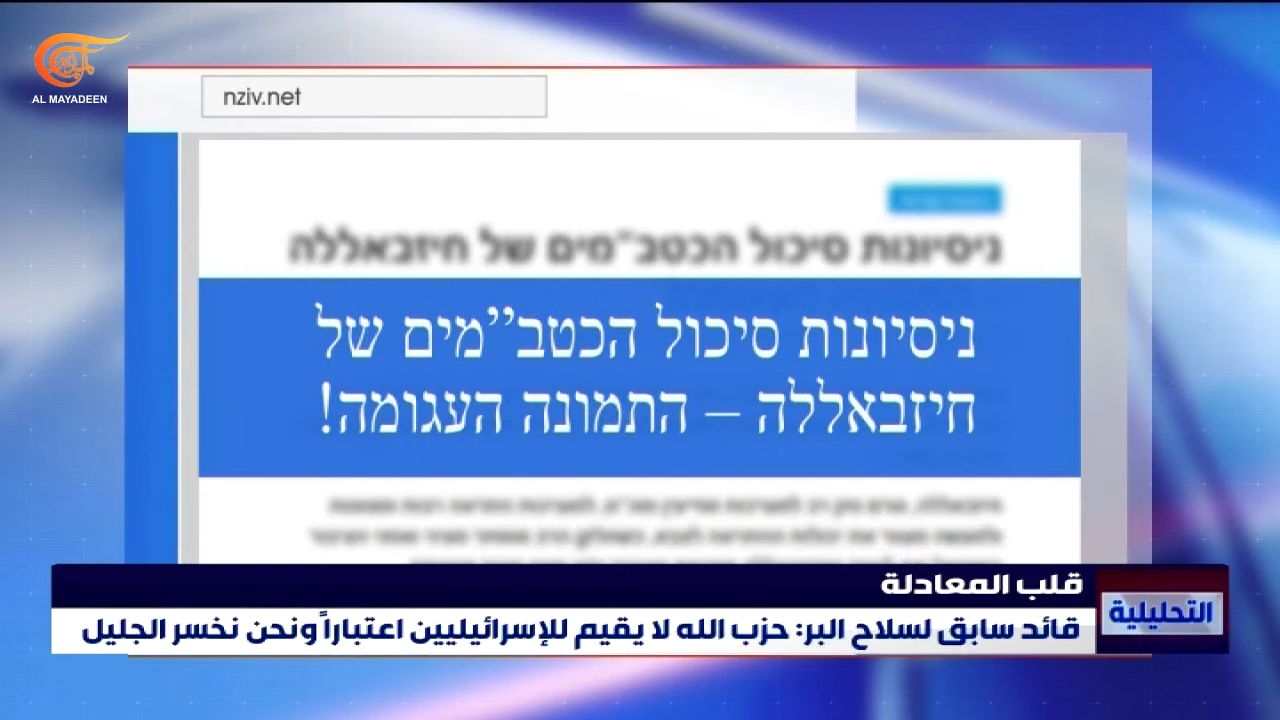 AL MAYADEEN
nziv.net
ניסיונות סיכול הכטב"מים של חיזבאללה
ניסיונות סיכול הכטב”מים של
חיזבאללה – התמונה העגומה!
قلب المعادلة
التحليلية
قائد سابق لسلاح البر: حزب الله لا يقيم للإسرائيليين اعتباراً ونحن نخسر الجليل